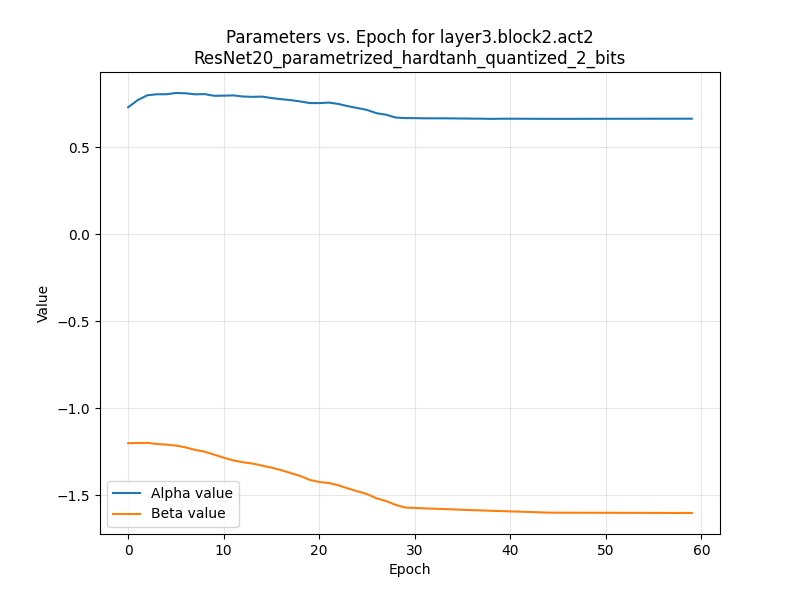 Parameters vs. Epoch for layer3.block2.act2
ResNet20_parametrized_hardtanh_quantized_2_bits
Value
0.5
0.0
−0.5
−1.0
−1.5
Alpha value
Beta value
0 10 20 30 40 50 60
Epoch